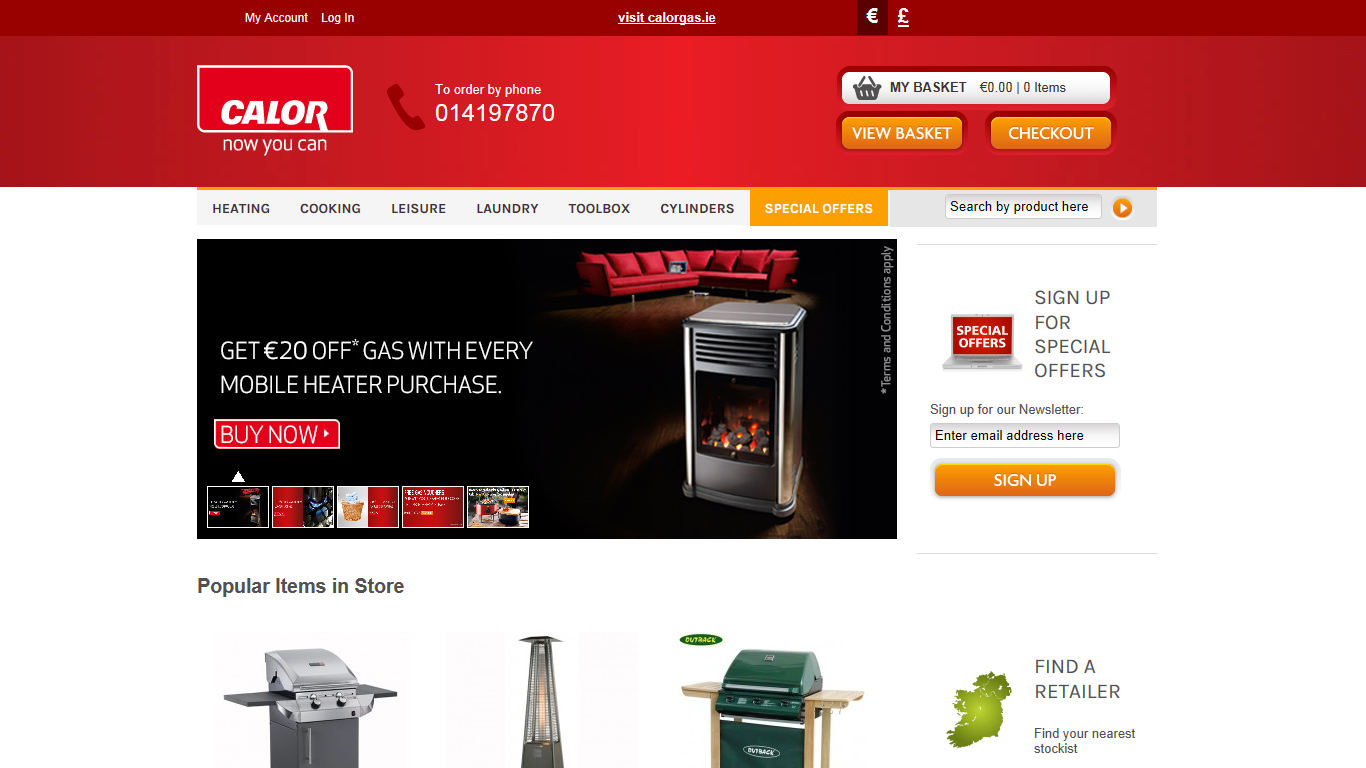 My Account Log In visit calorgas.ie € £
CALOR
now you can
To order by phone
014197870
MY BASKET €0.00 | 0 Items
VIEW BASKET CHECKOUT
HEATING COOKING LEISURE LAUNDRY TOOLBOX CYLINDERS SPECIAL OFFERS
Search by product here
GET €20 OFF* GAS WITH EVERY
MOBILE HEATER PURCHASE.
BUY NOW
*Terms and Conditions apply
FREE GAS VOUCHERS
SPECIAL
OFFERS
SIGN UP
FOR
SPECIAL
OFFERS
Sign up for our Newsletter:
Enter email address here
SIGN UP
Popular Items in Store
OUTBACK
OUTBACK
FIND A
RETAILER
Find your nearest
stockist